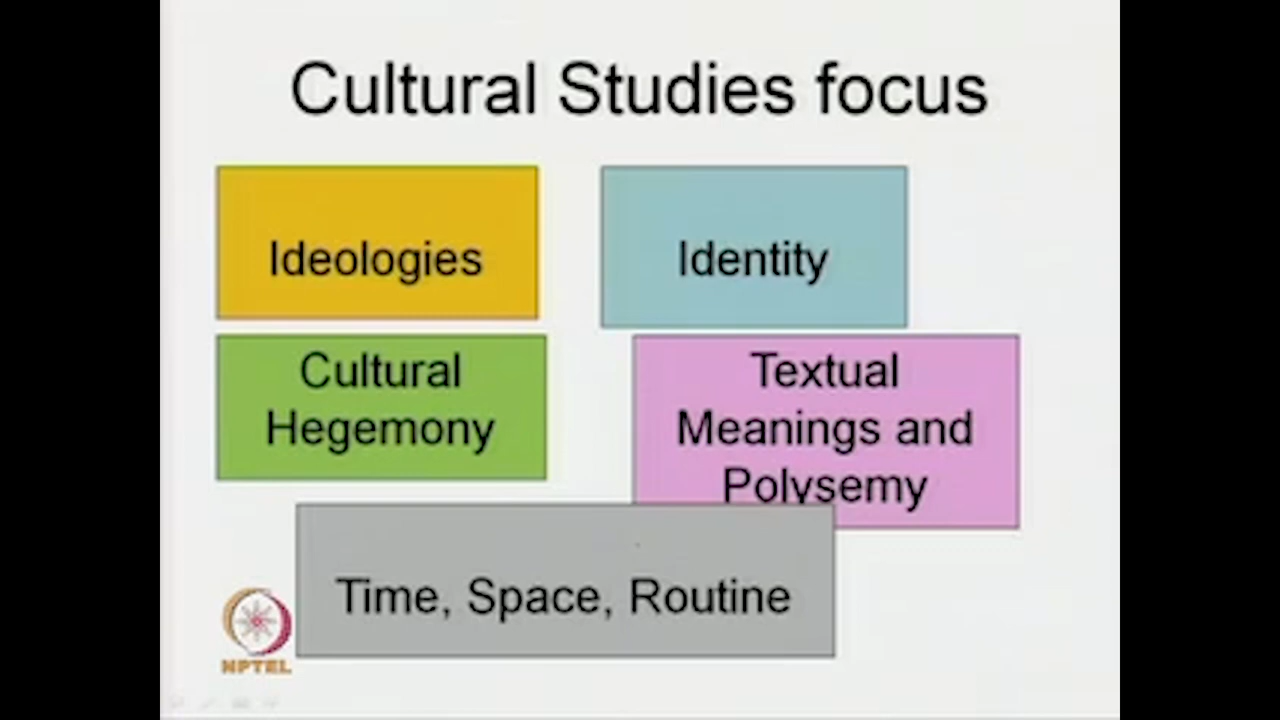 Cultural Studies focus
Ideologies
Identity
Cultural
Hegemony
Textual
Meanings and
Polysemy
Time, Space, Routine
NPTEL